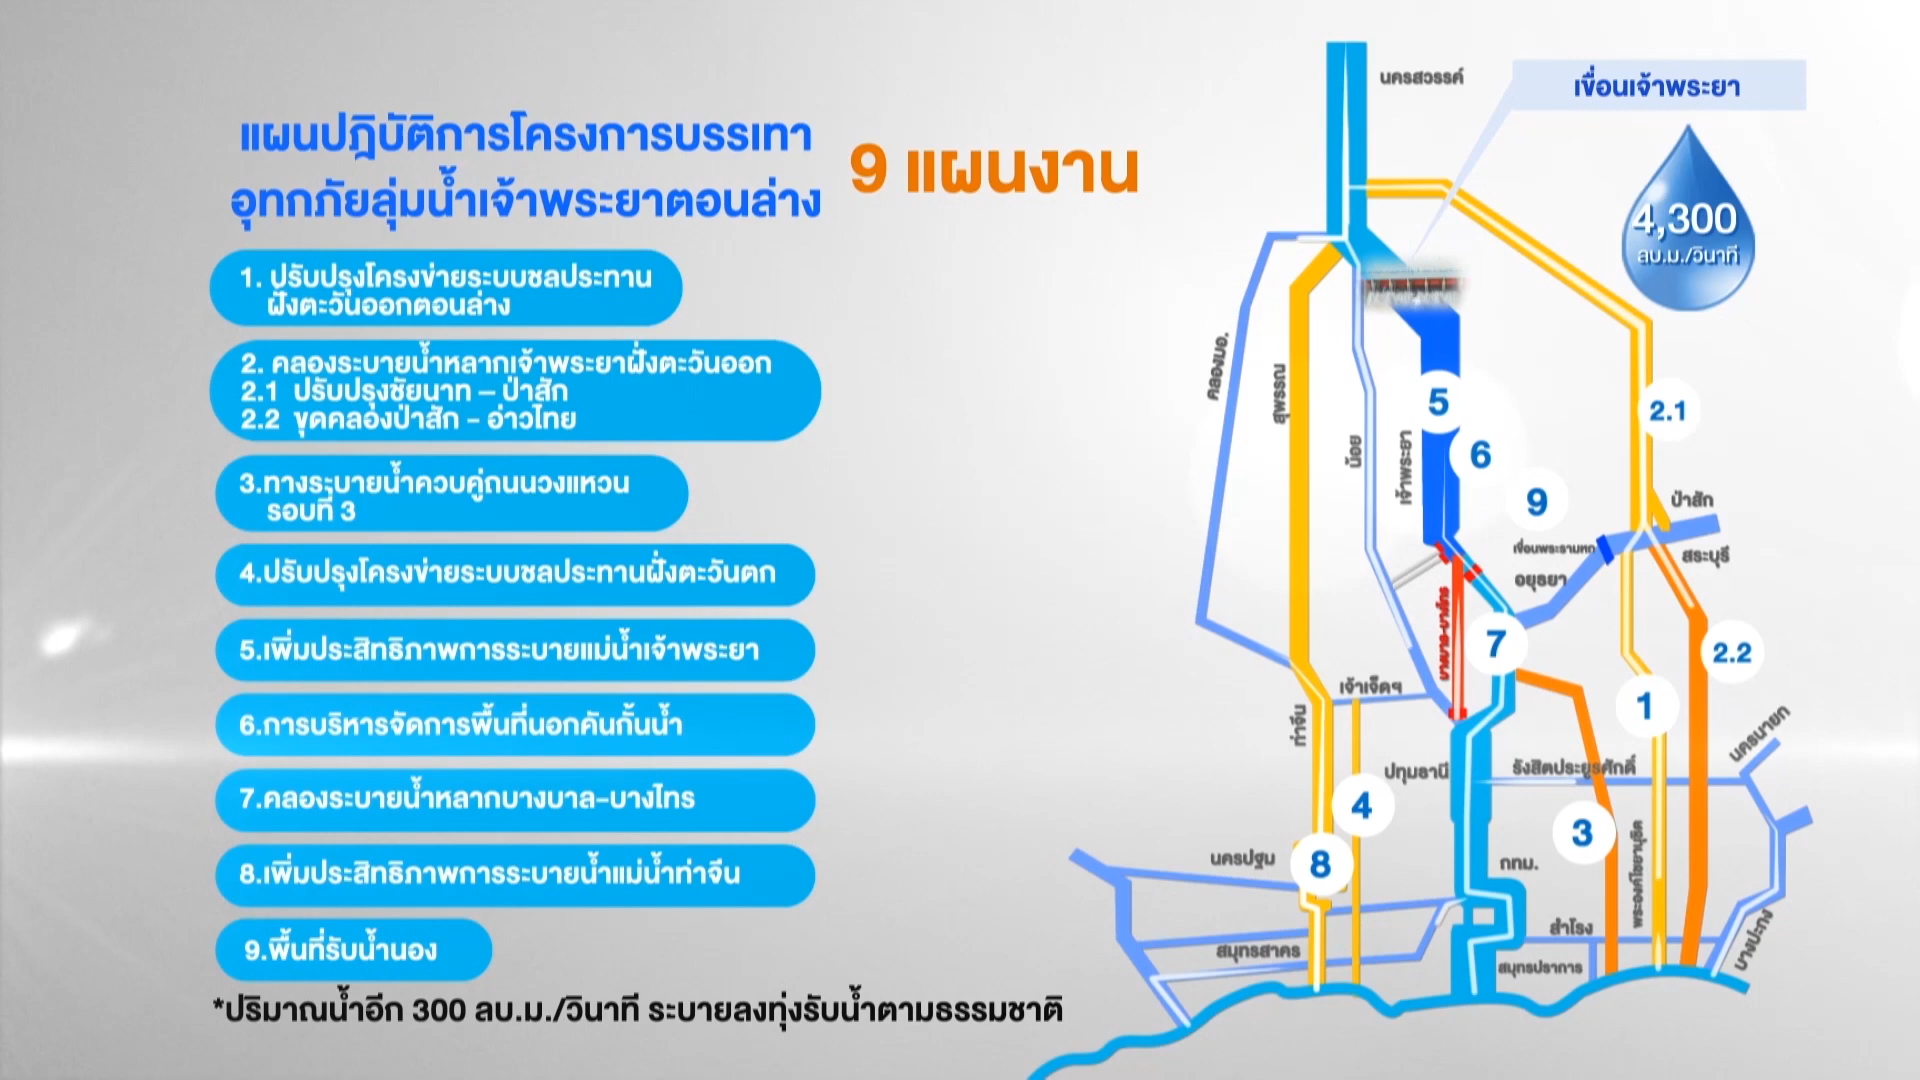 แผนปฎิบัติการโครงการบรรเทา
อุทกภัยลุ่มน้ำเจ้าพระยาตอนล่าง
9 แผนงาน
1. ปรับปรุงโครงข่ายระบบชลประทาน
ฝั่งตะวันออกตอนล่าง
2. คลองระบายน้ำหลากเจ้าพระยาฝั่งตะวันออก
2.1 ปรับปรุงชัยนาท – ป่าสัก
2.2 ขุดคลองป่าสัก - อ่าวไทย
3.ทางระบายน้ำควบคู่ถนนวงแหวน
รอบที่ 3
4.ปรับปรุงโครงข่ายระบบชลประทานฝั่งตะวันตก
5.เพิ่มประสิทธิภาพการระบายแม่น้ำเจ้าพระยา
6.การบริหารจัดการพื้นที่นอกคันกั้นน้ำ
7.คลองระบายน้ำหลากบางบาล-บางไทร
8.เพิ่มประสิทธิภาพการระบายน้ำแม่น้ำท่าจีน
9.พื้นที่รับน้ำนอง
*ปริมาณน้ำอีก 300 ลบ.ม./วินาที ระบายลงทุ่งรับน้ำตามธรรมชาติ
นครสวรรค์
เขื่อนเจ้าพระยา
4,300
ลบ.ม./วินาที
คลองมอ.
สุพรรณ
น้อย
เจ้าพระยา
5
6
9
2.1
ป่าสัก
เขื่อนพระรามหก
สระบุรี
อยุธยา
บางบาล-บางไทร
7
2.2
1
เจ้าเจ็ดฯ
ท่าจีน
นครนายก
ปทุมธานี
รังสิตประยูรศักดิ์
4
3
นครปฐม
8
กทม.
พระองค์ไชยานุชิต
สำโรง
บางปะกง
สมุทรสาคร
สมุทรปราการ